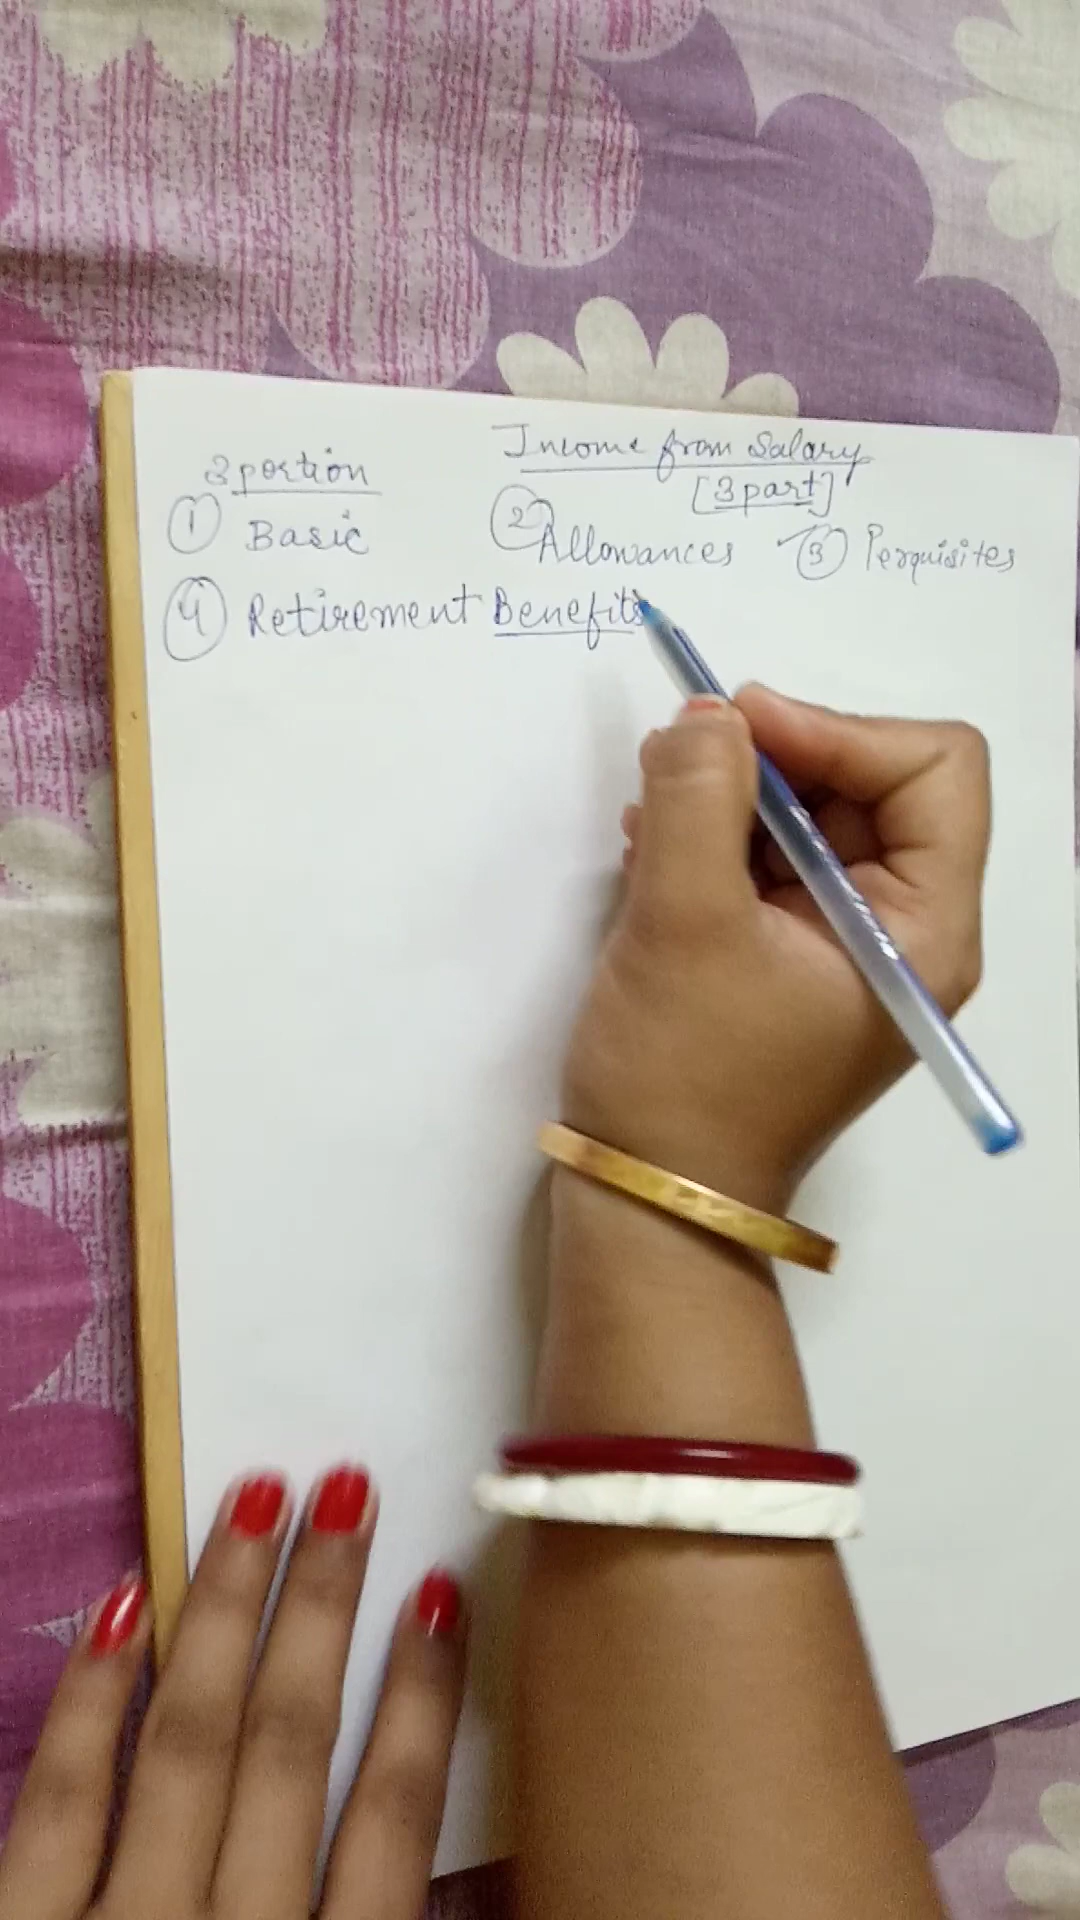 Income from Salary
3 portion
[3 part]
① Basic ② Allowances ③ Perquisites
④ Retirement Benefits